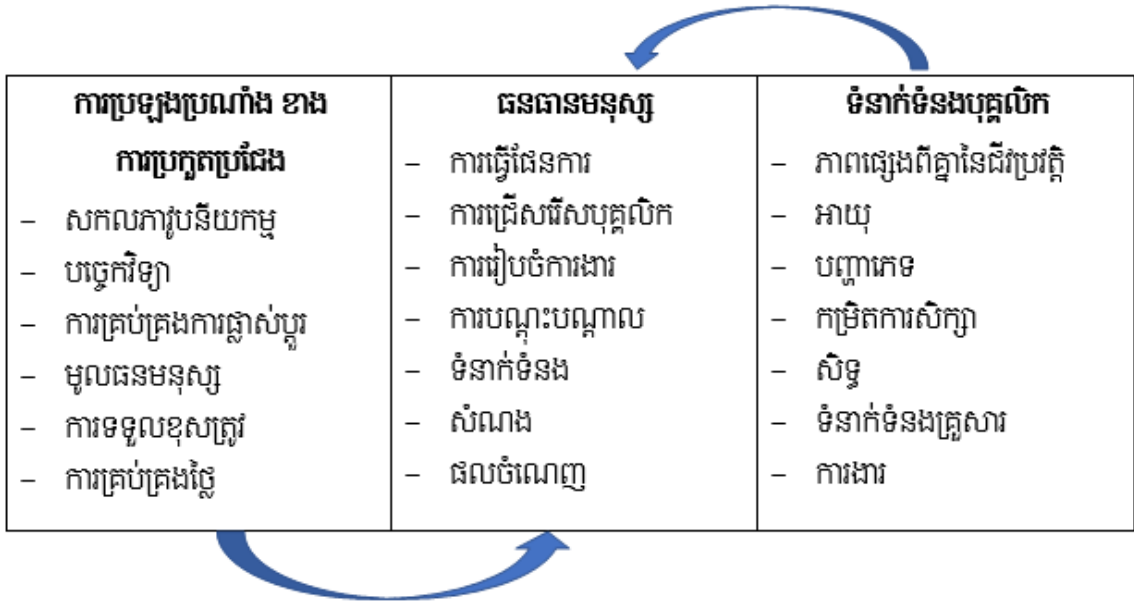 ការប្រឡងប្រណាំង ខាង
ការប្រកួតប្រជែង
– សកលភាវូបនីយកម្ម
– បច្ចេកវិទ្យា
– ការគ្រប់គ្រងការផ្លាស់ប្តូរ
– មូលធនមនុស្ស
– ការទទួលខុសត្រូវ
– ការគ្រប់គ្រងថ្លៃ
ធនធានមនុស្ស
– ការធ្វើផែនការ
– ការជ្រើសរើសបុគ្គលិក
– ការរៀបចំការងារ
– ការបណ្តុះបណ្តាល
– ទំនាក់ទំនង
– សំណង
– ផលចំណេញ
ទំនាក់ទំនងបុគ្គលិក
– ភាពផ្សេងពីគ្នានៃជីវប្រវត្តិ
– អាយុ
– បញ្ហាភេទ
– កម្រិតការសិក្សា
– សិទ្ធ
– ទំនាក់ទំនងគ្រួសារ
– ការងារ